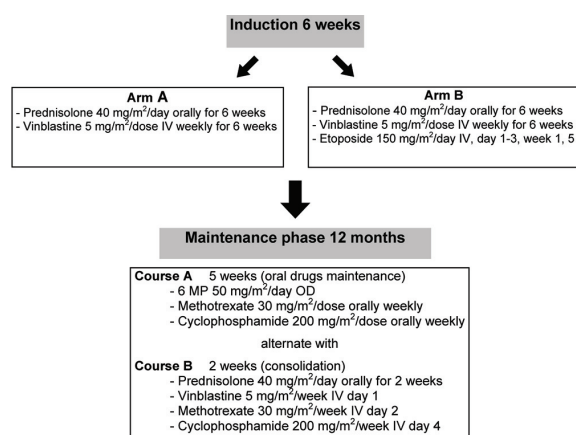 Induction 6 weeks
Arm A
- Prednisolone 40 mg/m²/day orally for 6 weeks
- Vinblastine 5 mg/m²/dose IV weekly for 6 weeks
Arm B
- Prednisolone 40 mg/m²/day orally for 6 weeks
- Vinblastine 5 mg/m²/dose IV weekly for 6 weeks
- Etoposide 150 mg/m²/day IV, day 1-3, week 1, 5
Maintenance phase 12 months
Course A 5 weeks (oral drugs maintenance)
- 6 MP 50 mg/m²/day OD
- Methotrexate 30 mg/m²/dose orally weekly
- Cyclophosphamide 200 mg/m²/dose orally weekly
alternate with
Course B 2 weeks (consolidation)
- Prednisolone 40 mg/m²/day orally for 2 weeks
- Vinblastine 5 mg/m²/week IV day 1
- Methotrexate 30 mg/m²/week IV day 2
- Cyclophosphamide 200 mg/m²/week IV day 4